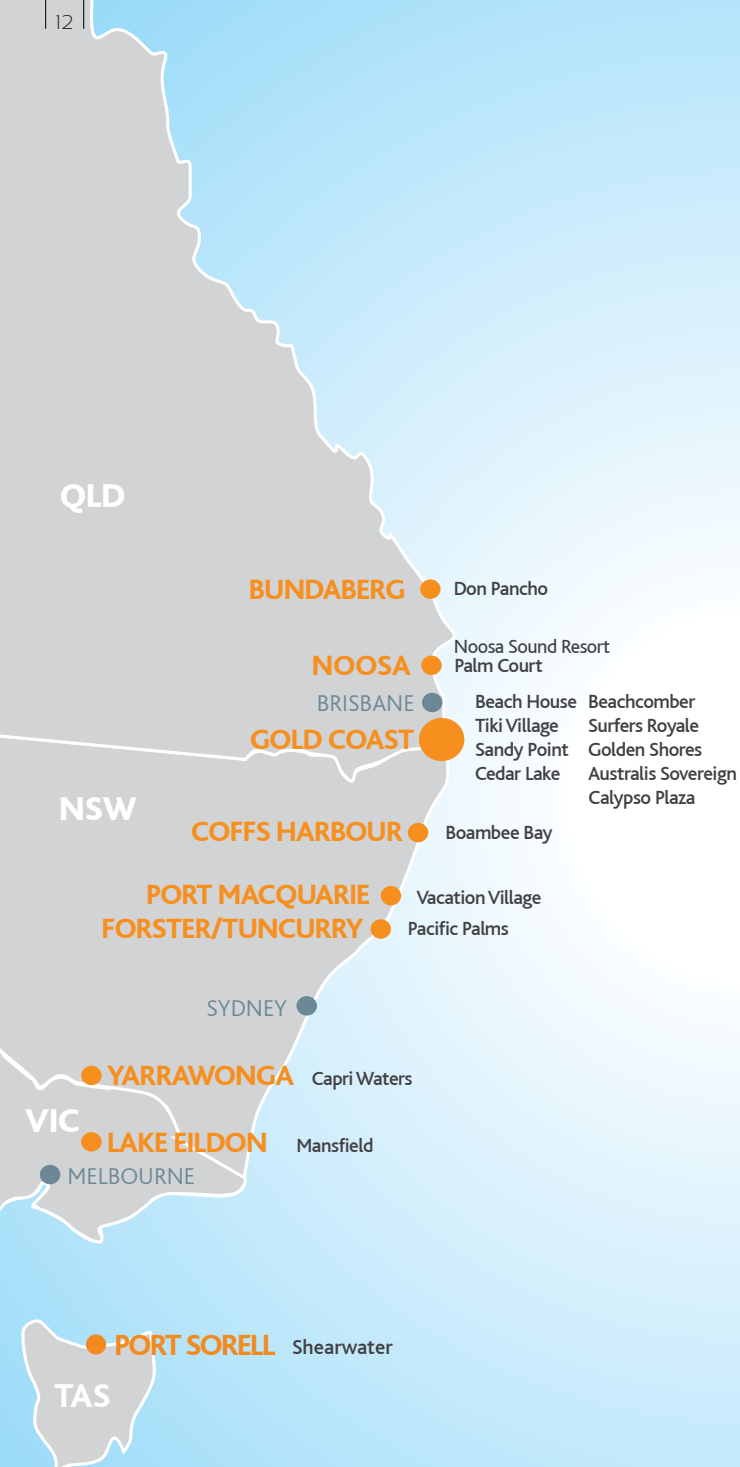 12
QLD
BUNDABERG Don Pancho
Noosa Sound Resort
NOOSA Palm Court
BRISBANE
GOLD COAST
Beach House Beachcomber
Tiki Village Surfers Royale
Sandy Point Golden Shores
Cedar Lake Australis Sovereign
Calypso Plaza
NSW
COFFS HARBOUR Boambee Bay
PORT MACQUARIE Vacation Village
FORSTER/TUNCURRY Pacific Palms
SYDNEY
YARRAWONGA Capri Waters
VIC
LAKE EILDON Mansfield
MELBOURNE
PORT SORELL Shearwater
TAS